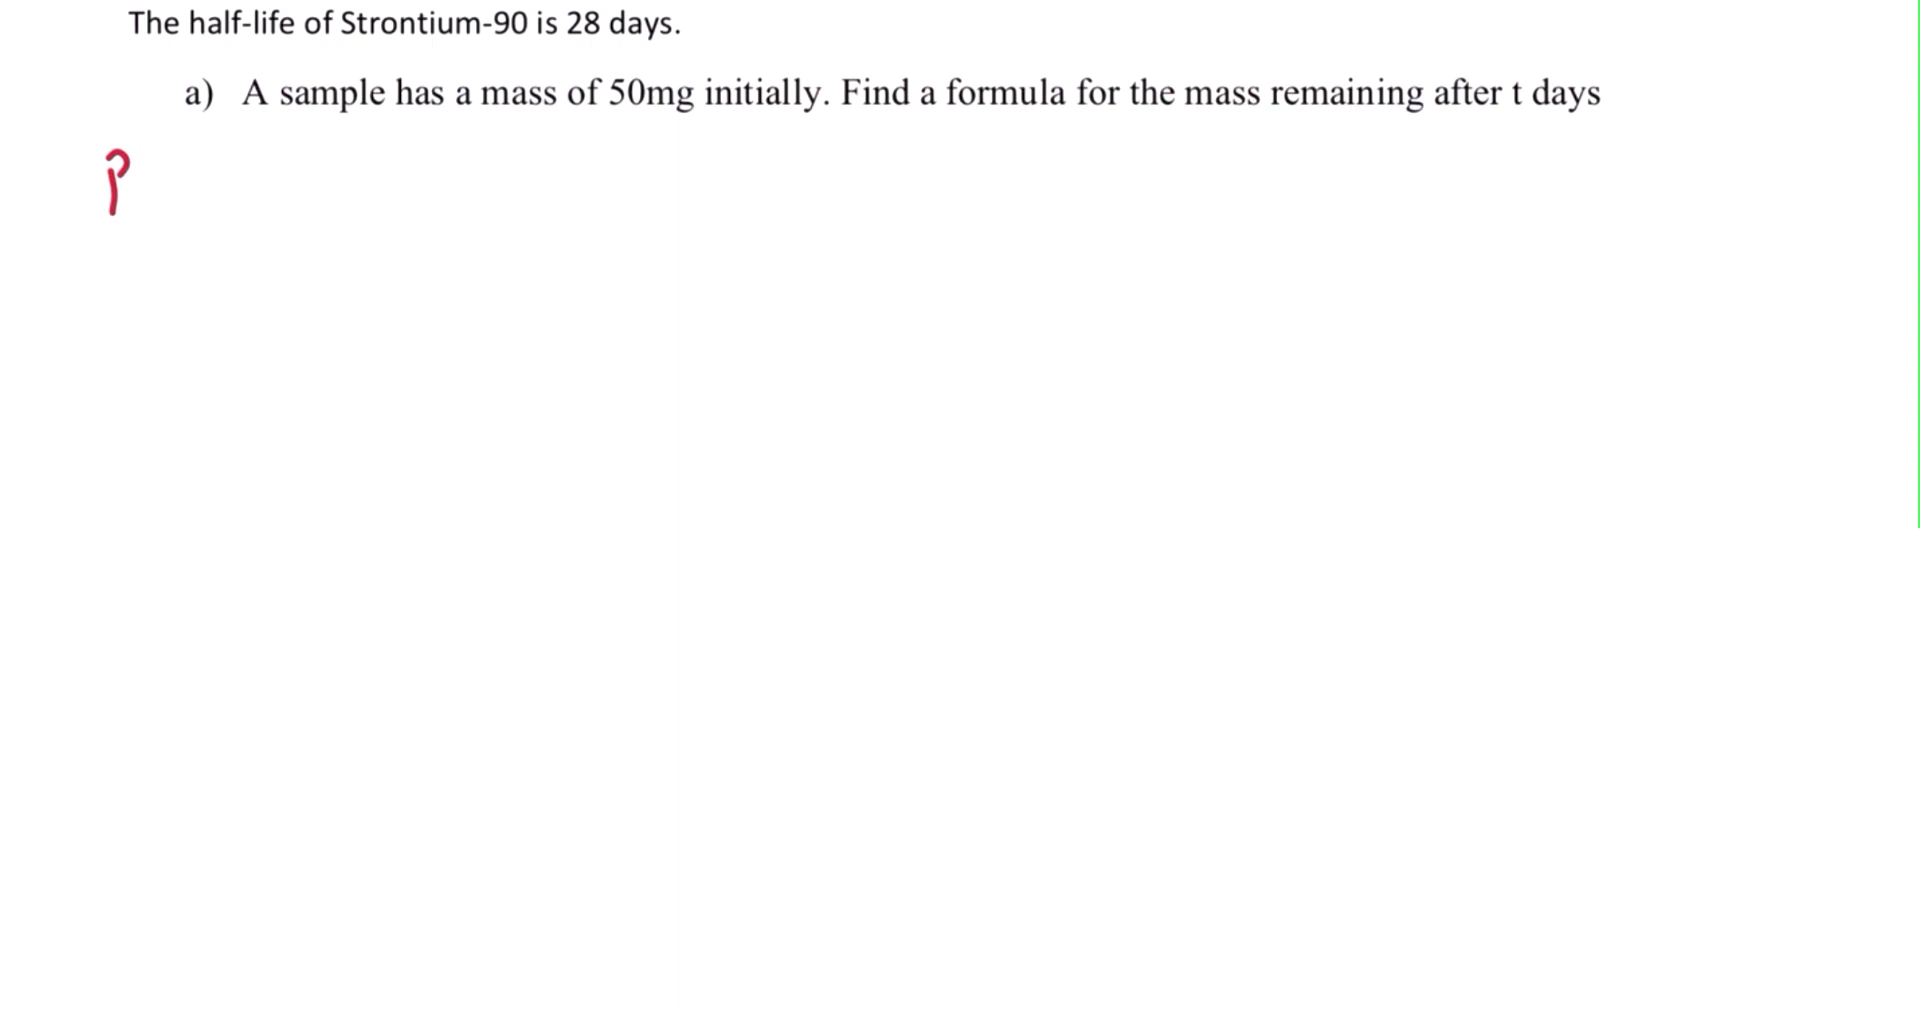 The half-life of Strontium-90 is 28 days.
a) A sample has a mass of 50mg initially. Find a formula for the mass remaining after t days
P